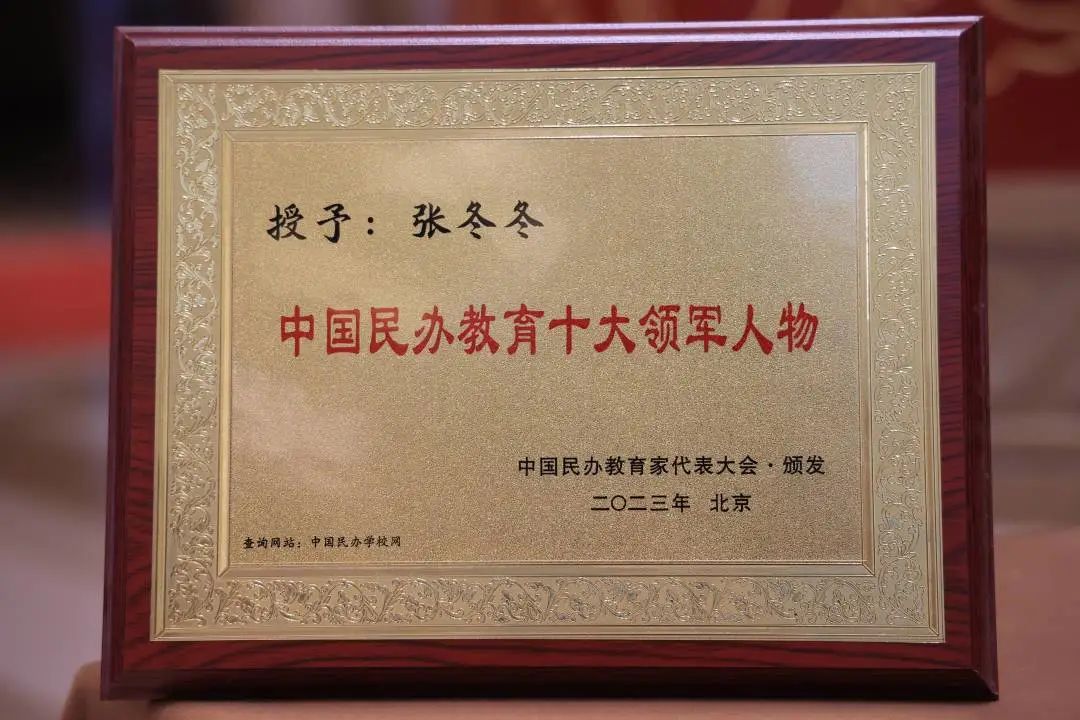 授予：张冬冬
中国民办教育十大领军人物
中国民办教育家代表大会·颁发
二〇二三年 北京
查询网站：中国民办学校网